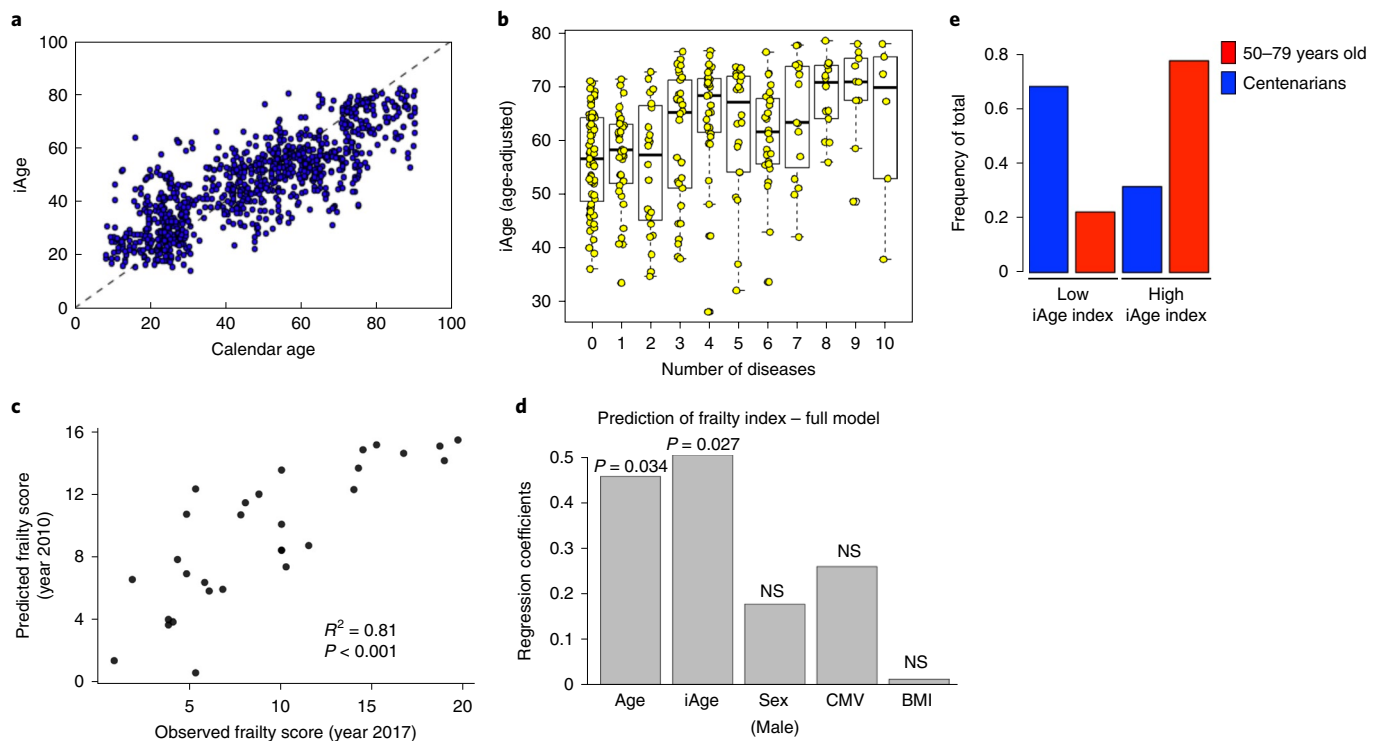 a
100
80
60
40
20
0
iAge
0 20 40 60 80 100
Calendar age
b
80
70
60
50
40
30
iAge (age-adjusted)
0 1 2 3 4 5 6 7 8 9 10
Number of diseases
e
0.8
0.6
0.4
0.2
0
Frequency of total
50–79 years old
Centenarians
Low
iAge index
High
iAge index
c
16
12
8
4
0
Predicted frailty score
(year 2010)
R² = 0.81
P < 0.001
5 10 15 20
Observed frailty score (year 2017)
d
Prediction of frailty index – full model
0.5
0.4
0.3
0.2
0.1
0
Regression coefficients
P = 0.034
P = 0.027
NS
NS
NS
Age iAge Sex CMV BMI
(Male)